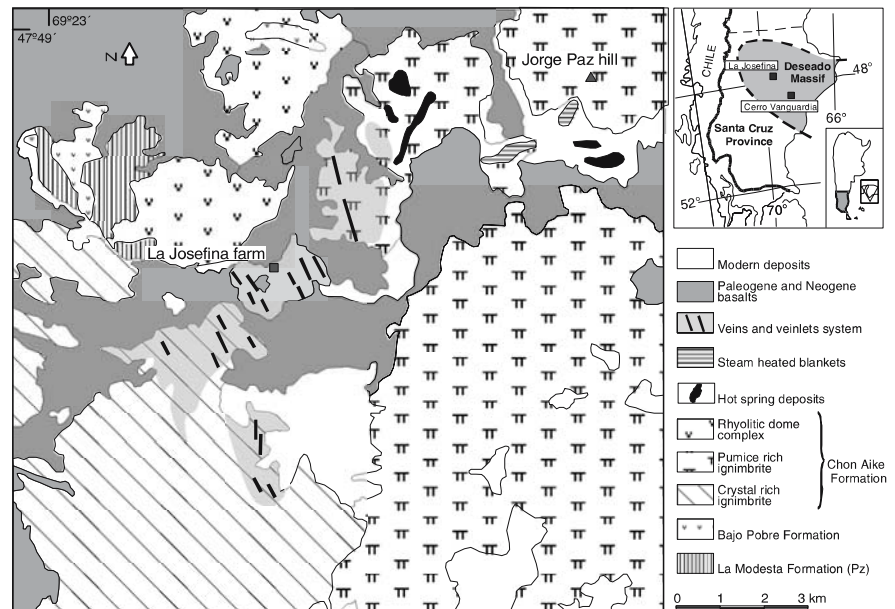 69°23´
47°49´
N
Jorge Paz hill
La Josefina farm
CHILE
La Josefina
Deseado
Massif
48°
Cerro Vanguardia
66°
Santa Cruz
Province
52°
70°
Modern deposits
Paleogene and Neogene
basalts
Veins and veinlets system
Steam heated blankets
Hot spring deposits
Rhyolitic dome
complex
Pumice rich
ignimbrite
Crystal rich
ignimbrite
Chon Aike
Formation
Bajo Pobre Formation
La Modesta Formation (Pz)
0 1 2 3 km